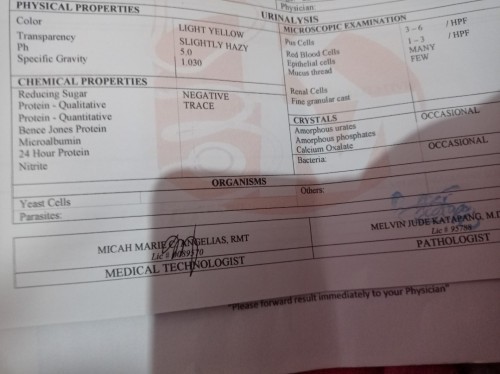 Physician:
URINALYSIS
PHYSICAL PROPERTIES
Color LIGHT YELLOW
Transparency SLIGHTLY HAZY
Ph 5.0
Specific Gravity 1.030
CHEMICAL PROPERTIES
Reducing Sugar NEGATIVE
Protein - Qualitative TRACE
Protein - Quantitative
Bence Jones Protein
Microalbumin
24 Hour Protein
Nitrite
MICROSCOPIC EXAMINATION
Pus Cells 3-6 /HPF
Red Blood Cells 1-3 /HPF
Epithelial cells MANY
Mucus thread FEW
Renal Cells
Fine granular cast
CRYSTALS
Amorphous urates OCCASIONAL
Amorphous phosphates
Calcium Oxalate
Bacteria: OCCASIONAL
ORGANISMS
Yeast Cells
Parasites:
Others:
MICAH MARIE C. ANGELIAS, RMT
MEDICAL TECHNOLOGIST
MELVIN JUDE KATAPANG, M.D
Lic #
PATHOLOGIST
"Please forward result immediately to your Physician"